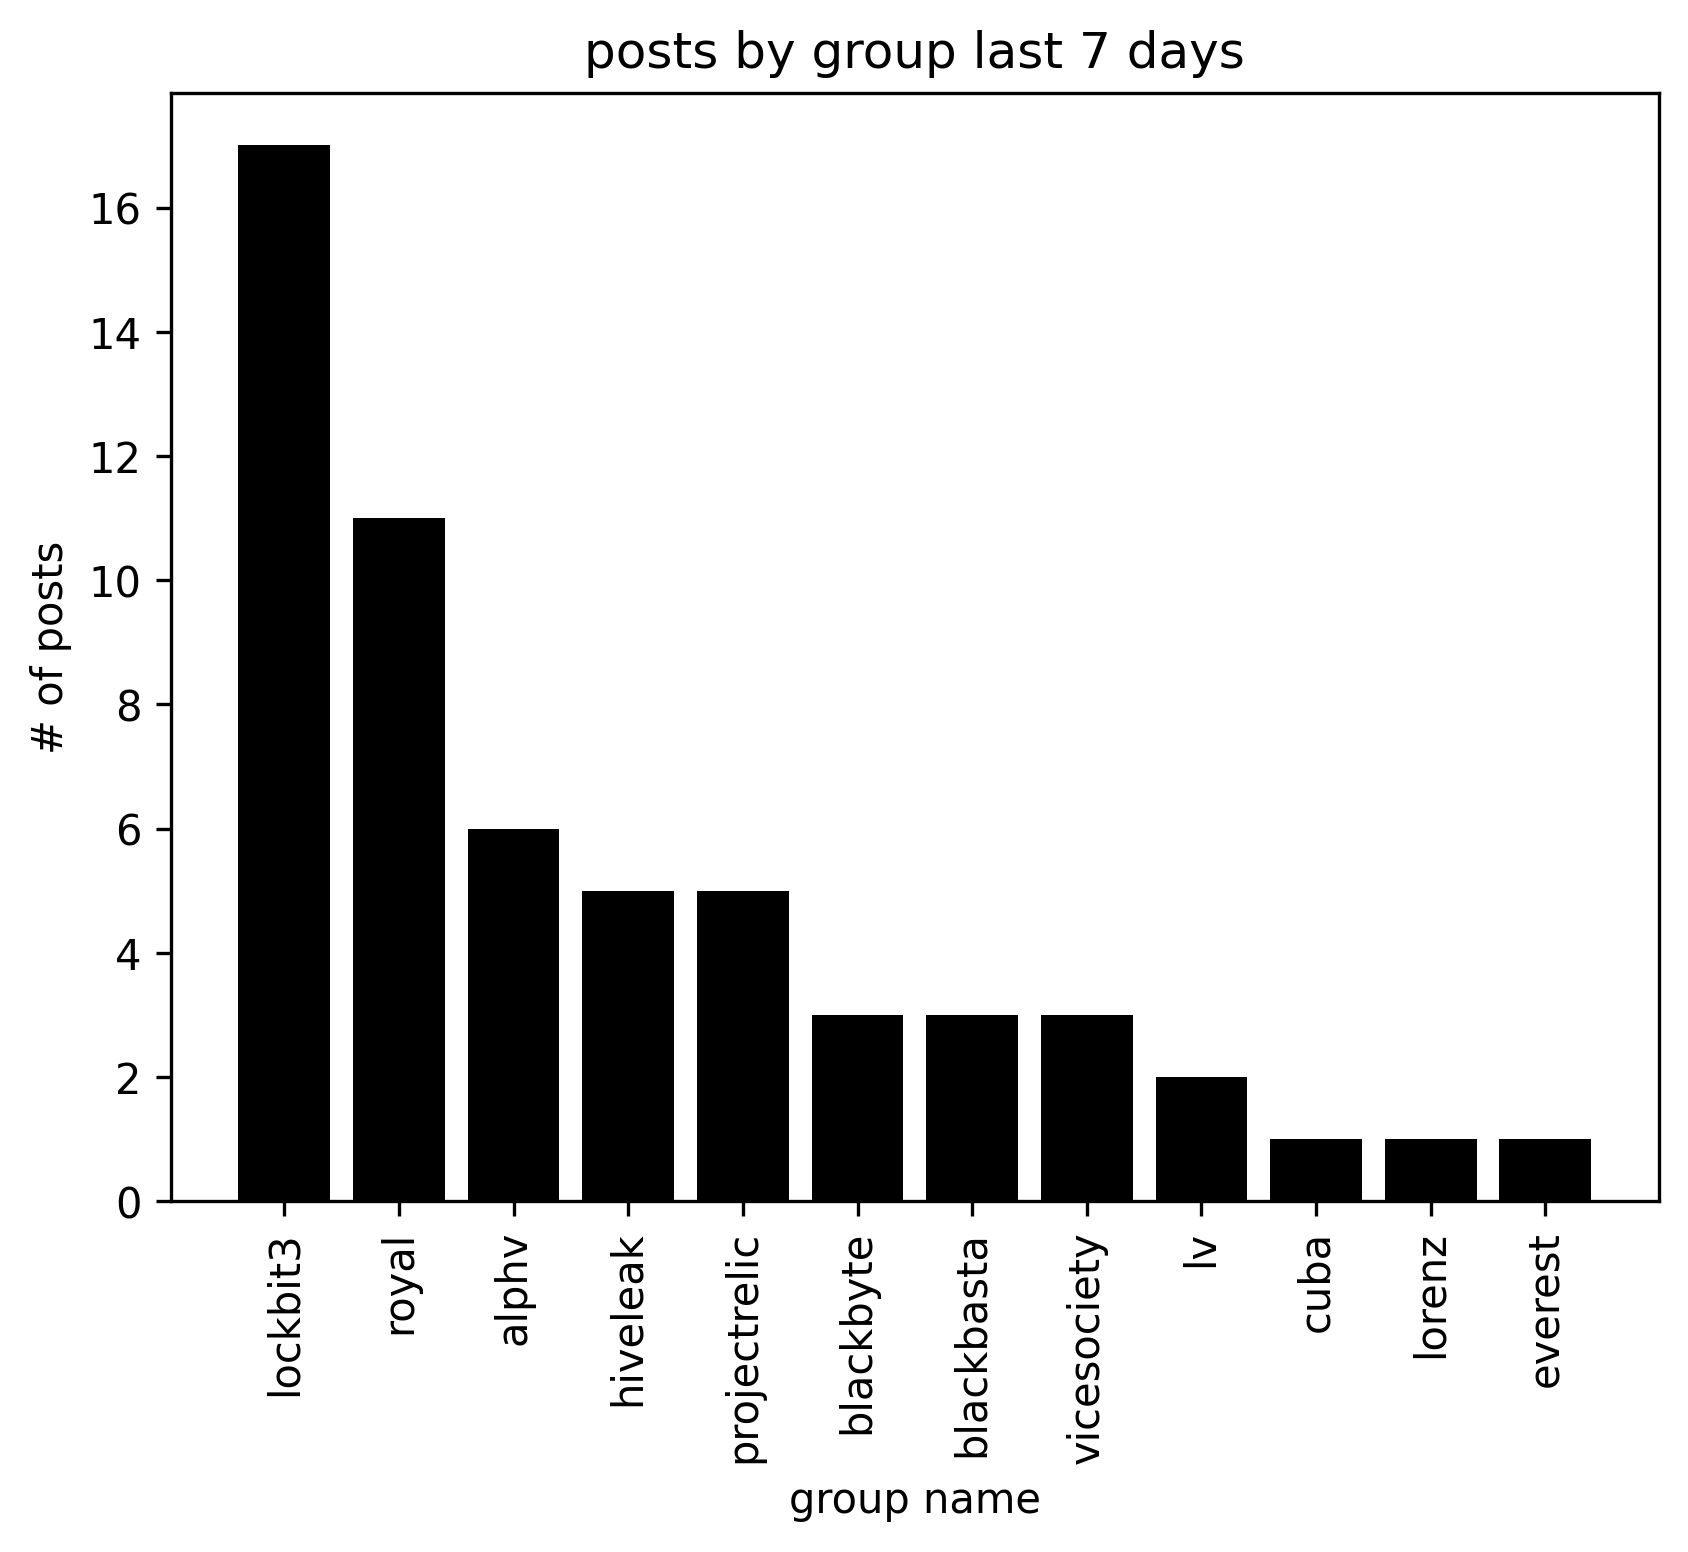 posts by group last 7 days
# of posts
16
14
12
10
8
6
4
2
0
lockbit3
royal
alphv
hiveleak
projectrelic
blackbyte
blackbasta
vicesociety
lv
cuba
lorenz
everest
group name